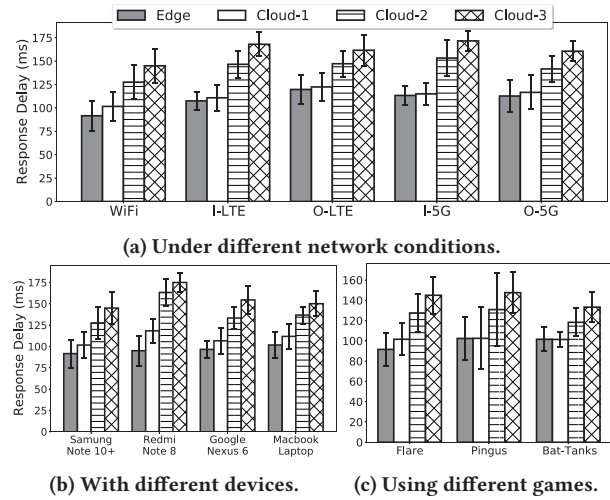 Edge Cloud-1 Cloud-2 Cloud-3
Response Delay (ms)
175
150
125
100
75
50
25
0
WiFi I-LTE O-LTE I-5G O-5G
(a) Under different network conditions.
Response Delay (ms)
175
150
125
100
75
50
25
0
Samung Note 10+
Redmi Note 8
Google Nexus 6
Macbook Laptop
160
140
120
100
80
60
40
20
0
Flare Pingus Bat-Tanks
(b) With different devices. (c) Using different games.